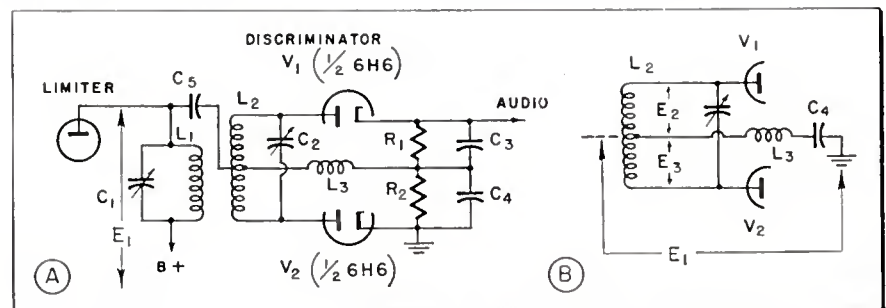 DISCRIMINATOR
V1 (1/2 6H6)
LIMITER
C5
L2
AUDIO
L1
C2
R1
C3
C1
L3
R2
C4
E1
B+
V2 (1/2 6H6)
A
V1
L2
E2
C4
E3
L3
V2
E1
B